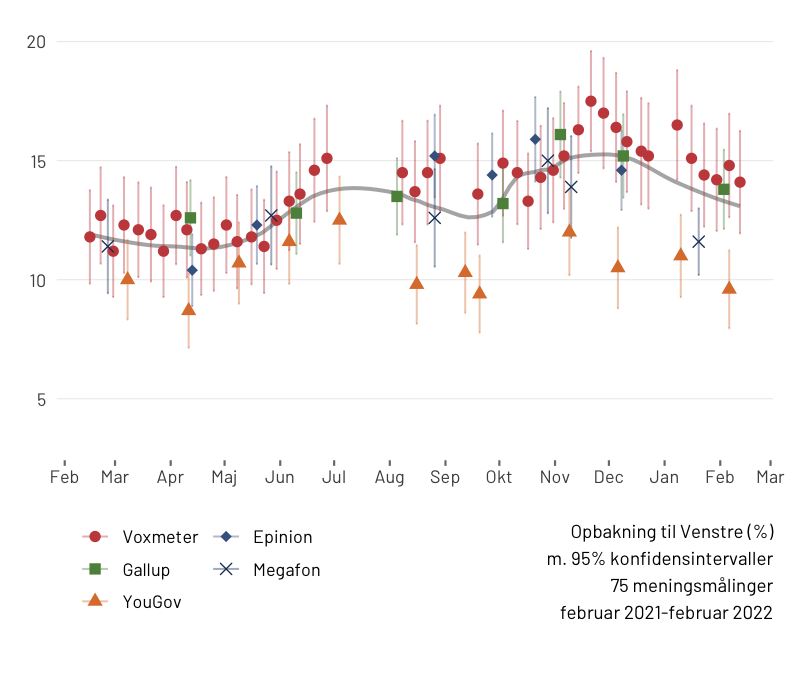 20
15
10
5
Feb Mar Apr Maj Jun Jul Aug Sep Okt Nov Dec Jan Feb Mar
Voxmeter Epinion
Gallup Megafon
YouGov
Opbakning til Venstre (%)
m. 95% konfidensintervaller
75 meningsmålinger
februar 2021-februar 2022